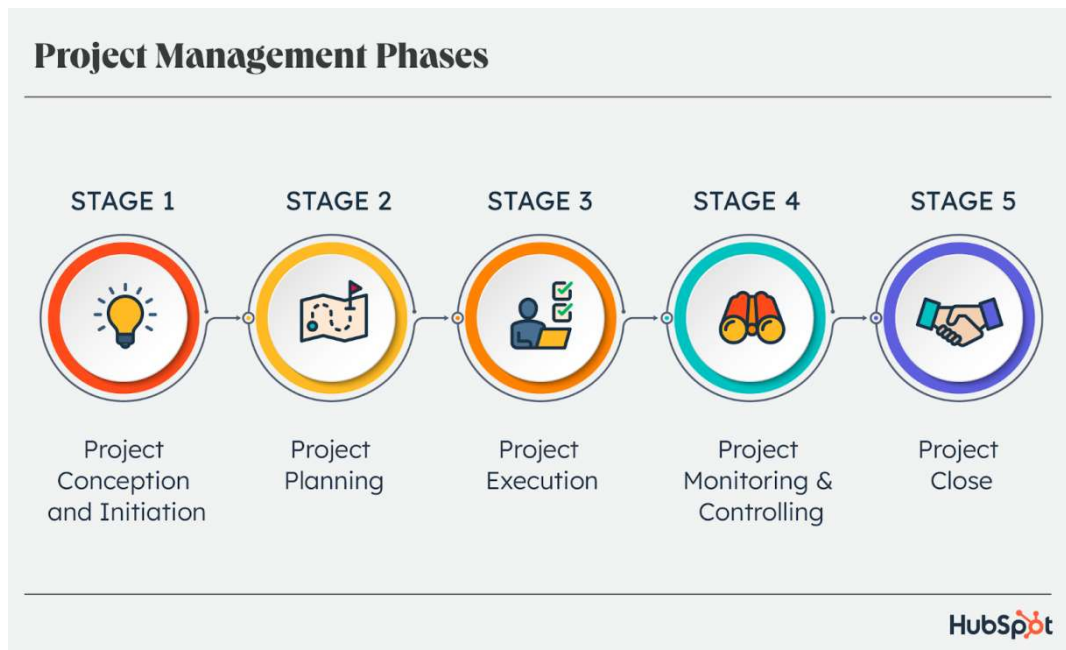 Project Management Phases
STAGE 1
STAGE 2
STAGE 3
STAGE 4
STAGE 5
Project
Conception
and Initiation
Project
Planning
Project
Execution
Project
Monitoring &
Controlling
Project
Close
HubSpot